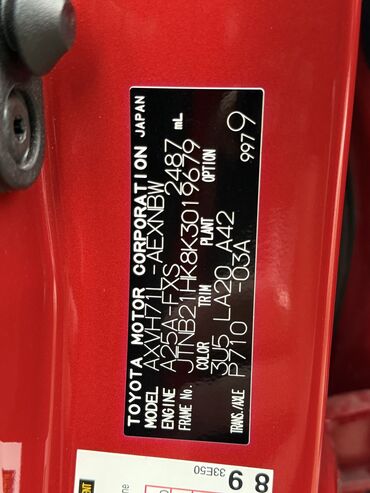 TOYOTA MOTOR CORPORATION JAPAN
MODEL AXVH71L-AEXNBW
ENGINE A25A-FXS 2487 mL
FRAME No. JTNB21HK8K3019679
COLOR TRIM PLANT OPTION
3U5 LA20 A42
TRANS./AXLE P710 -03A
9979
8 9
33E50